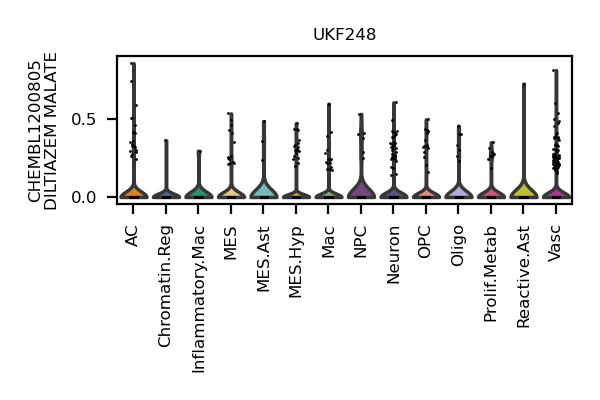 UKF248
CHEMBL1200805
DILTIAZEM MALATE
0.5
0.0
AC
Chromatin.Reg
Inflammatory.Mac
MES
MES.Ast
MES.Hyp
Mac
NPC
Neuron
OPC
Oligo
Prolif.Metab
Reactive.Ast
Vasc